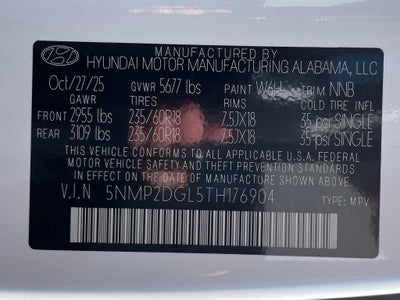 MANUFACTURED BY
HYUNDAI MOTOR MANUFACTURING ALABAMA, LLC
Oct/27/25 GVWR 5677 lbs PAINT W6H TRIM NNB
GAWR TIRES RIMS COLD TIRE INFL
FRONT 2955 lbs 235/60R18 7.5JX18 35 psi SINGLE
REAR 3109 lbs 235/60R18 7.5JX18 35 psi SINGLE
THIS VEHICLE CONFORMS TO ALL APPLICABLE U.S.A. FEDERAL
MOTOR VEHICLE SAFETY STANDARDS IN EFFECT ON THE
DATE OF MANUFACTURE SHOWN ABOVE.
V.I.N 5NMP2DGL5TH176904 TYPE: MPV